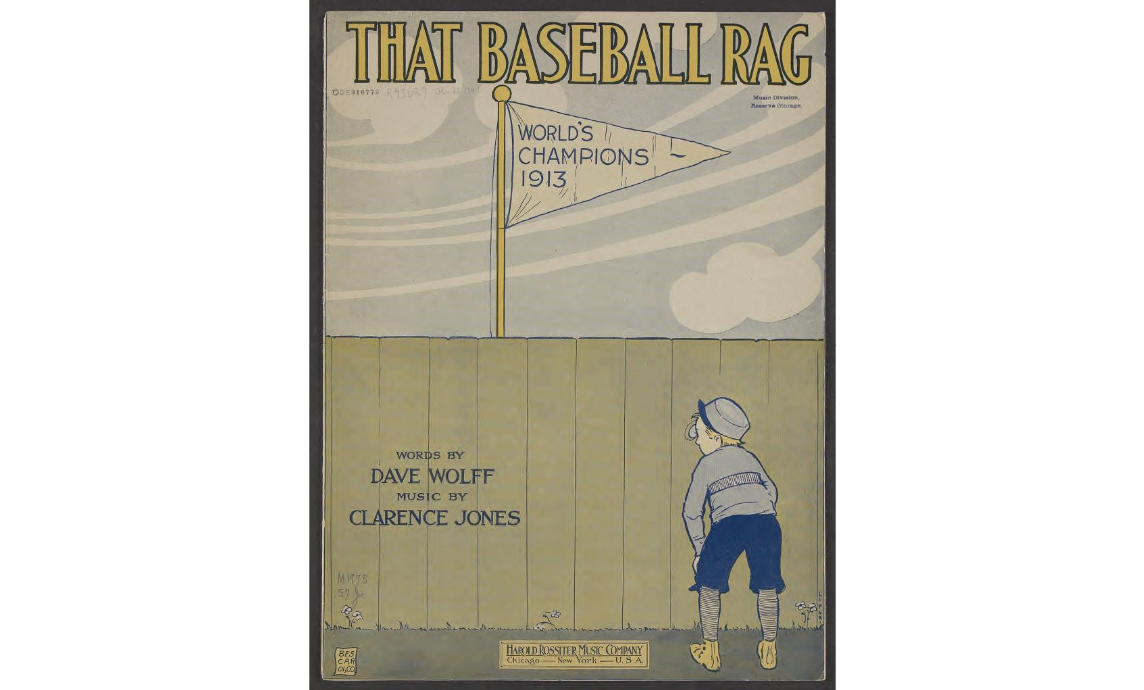 THAT BASEBALL RAG
Music Division,
Reserve Storage.
WORLD'S
CHAMPIONS
1913
WORDS BY
DAVE WOLFF
MUSIC BY
CLARENCE JONES
HAROLD ROSSITER MUSIC COMPANY
Chicago — New York — U.S.A.